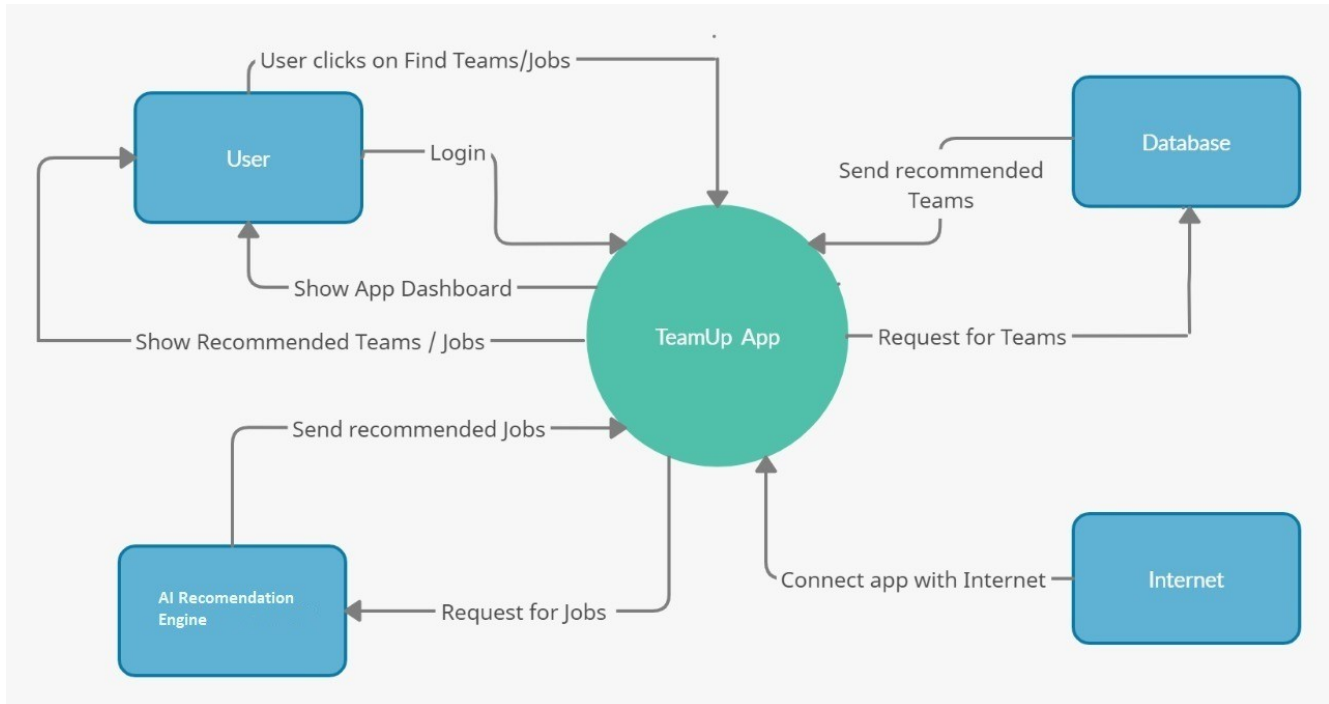 User clicks on Find Teams/Jobs
User
Login
Database
Send recommended
Teams
Show App Dashboard
Show Recommended Teams / Jobs
TeamUp App
Request for Teams
Send recommended Jobs
AI Recomendation
Engine
Request for Jobs
Connect app with Internet
Internet